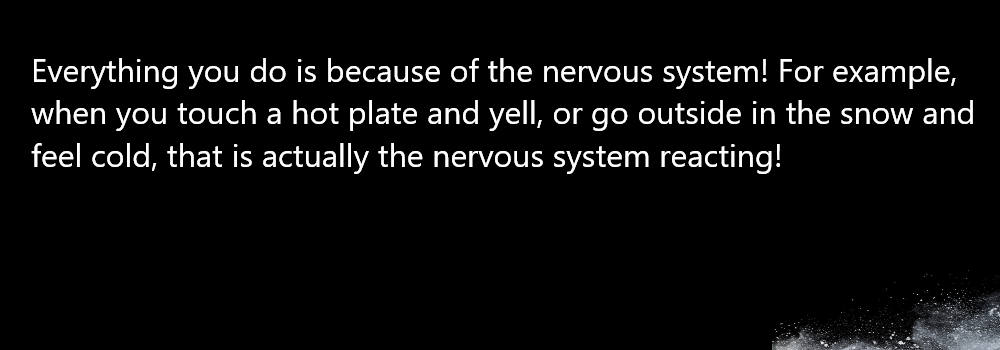 Everything you do is because of the nervous system! For example,
when you touch a hot plate and yell, or go outside in the snow and
feel cold, that is actually the nervous system reacting!